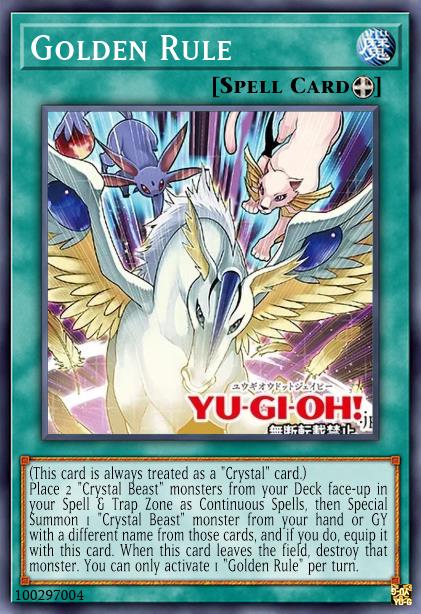 Golden Rule
魔
[Spell Card]
ユウギオウドットジェイピー
YU-GI-OH!
無断転載禁止
(This card is always treated as a "Crystal" card.)
Place 2 "Crystal Beast" monsters from your Deck face-up in
your Spell & Trap Zone as Continuous Spells, then Special
Summon 1 "Crystal Beast" monster from your hand or GY
with a different name from those cards, and if you do, equip it
with this card. When this card leaves the field, destroy that
monster. You can only activate 1 "Golden Rule" per turn.
100297004